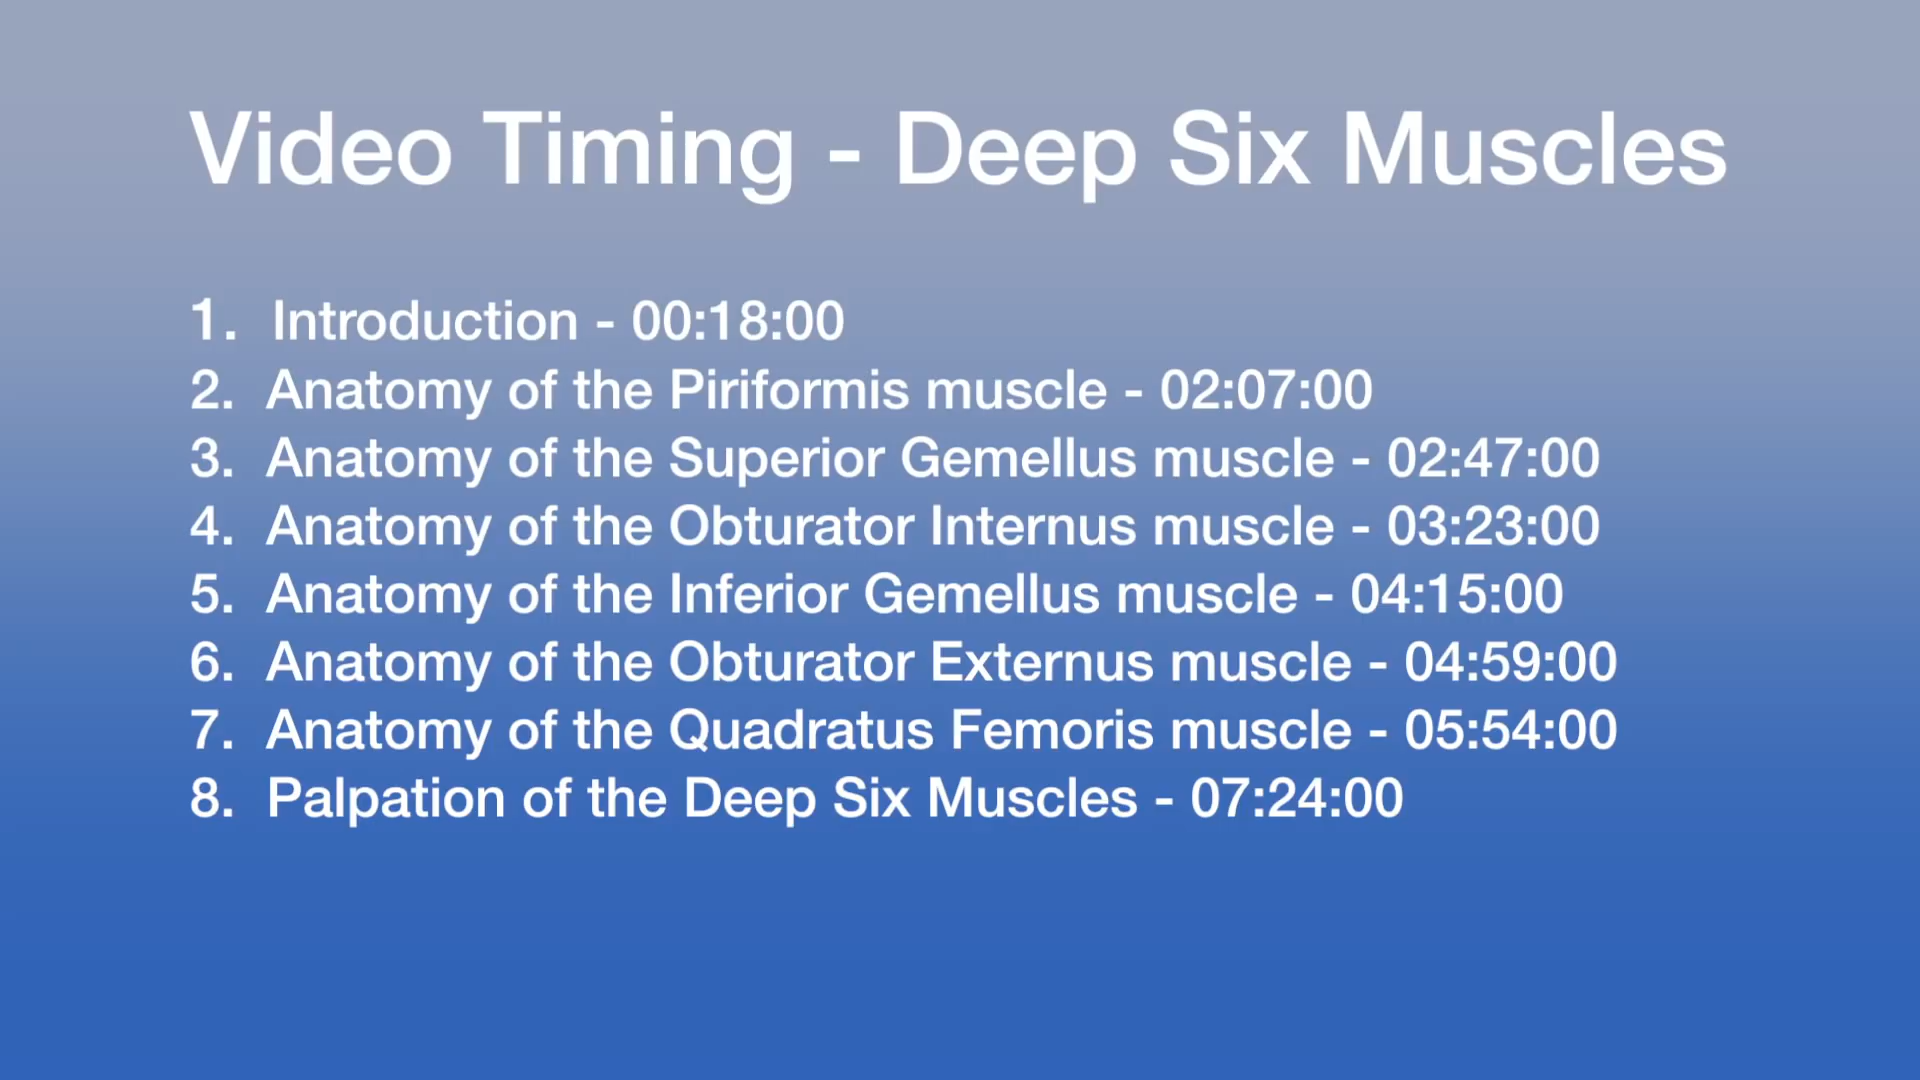 Video Timing - Deep Six Muscles
1. Introduction - 00:18:00
2. Anatomy of the Piriformis muscle - 02:07:00
3. Anatomy of the Superior Gemellus muscle - 02:47:00
4. Anatomy of the Obturator Internus muscle - 03:23:00
5. Anatomy of the Inferior Gemellus muscle - 04:15:00
6. Anatomy of the Obturator Externus muscle - 04:59:00
7. Anatomy of the Quadratus Femoris muscle - 05:54:00
8. Palpation of the Deep Six Muscles - 07:24:00